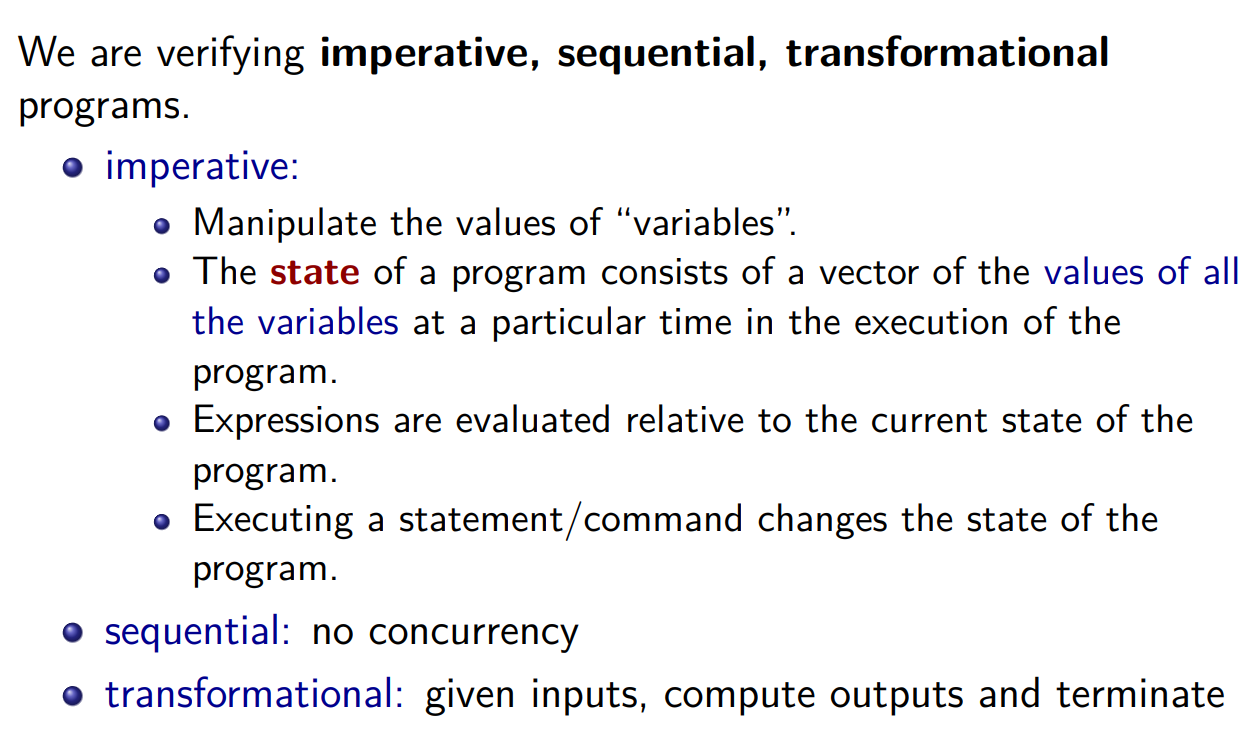 We are verifying imperative, sequential, transformational
programs.
imperative:
Manipulate the values of “variables”.
The state of a program consists of a vector of the values of all
the variables at a particular time in the execution of the
program.
Expressions are evaluated relative to the current state of the
program.
Executing a statement/command changes the state of the
program.
sequential: no concurrency
transformational: given inputs, compute outputs and terminate